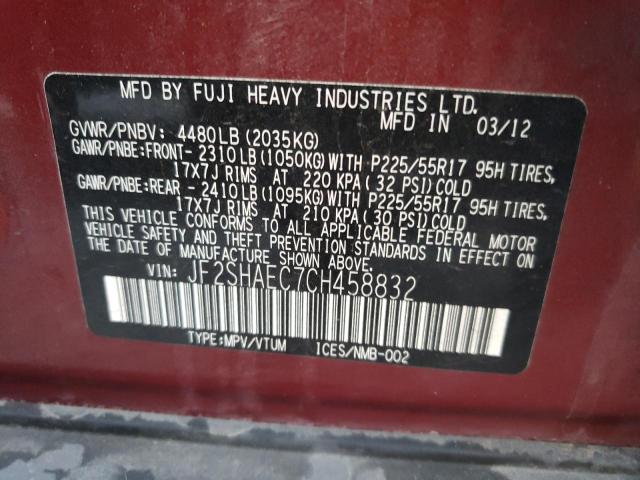 MFD BY FUJI HEAVY INDUSTRIES LTD.
MFD IN 03/12
GVWR/PNBV: 4480LB (2035KG)
GAWR/PNBE:FRONT- 2310LB(1050KG)WITH P225/55R17 95H TIRES,
17X7J RIMS AT 220 KPA(32 PSI)COLD
GAWR/PNBE:REAR - 2410LB(1095KG)WITH P225/55R17 95H TIRES,
17X7J RIMS AT 210 KPA(30 PSI)COLD
THIS VEHICLE CONFORMS TO ALL APPLICABLE FEDERAL MOTOR
VEHICLE SAFETY AND THEFT PREVENTION STANDARDS IN EFFECT ON
THE DATE OF MANUFACTURE SHOWN ABOVE.
VIN: JF2SHAEC7CH458832
TYPE:MPV/VTUM ICES/NMB-002